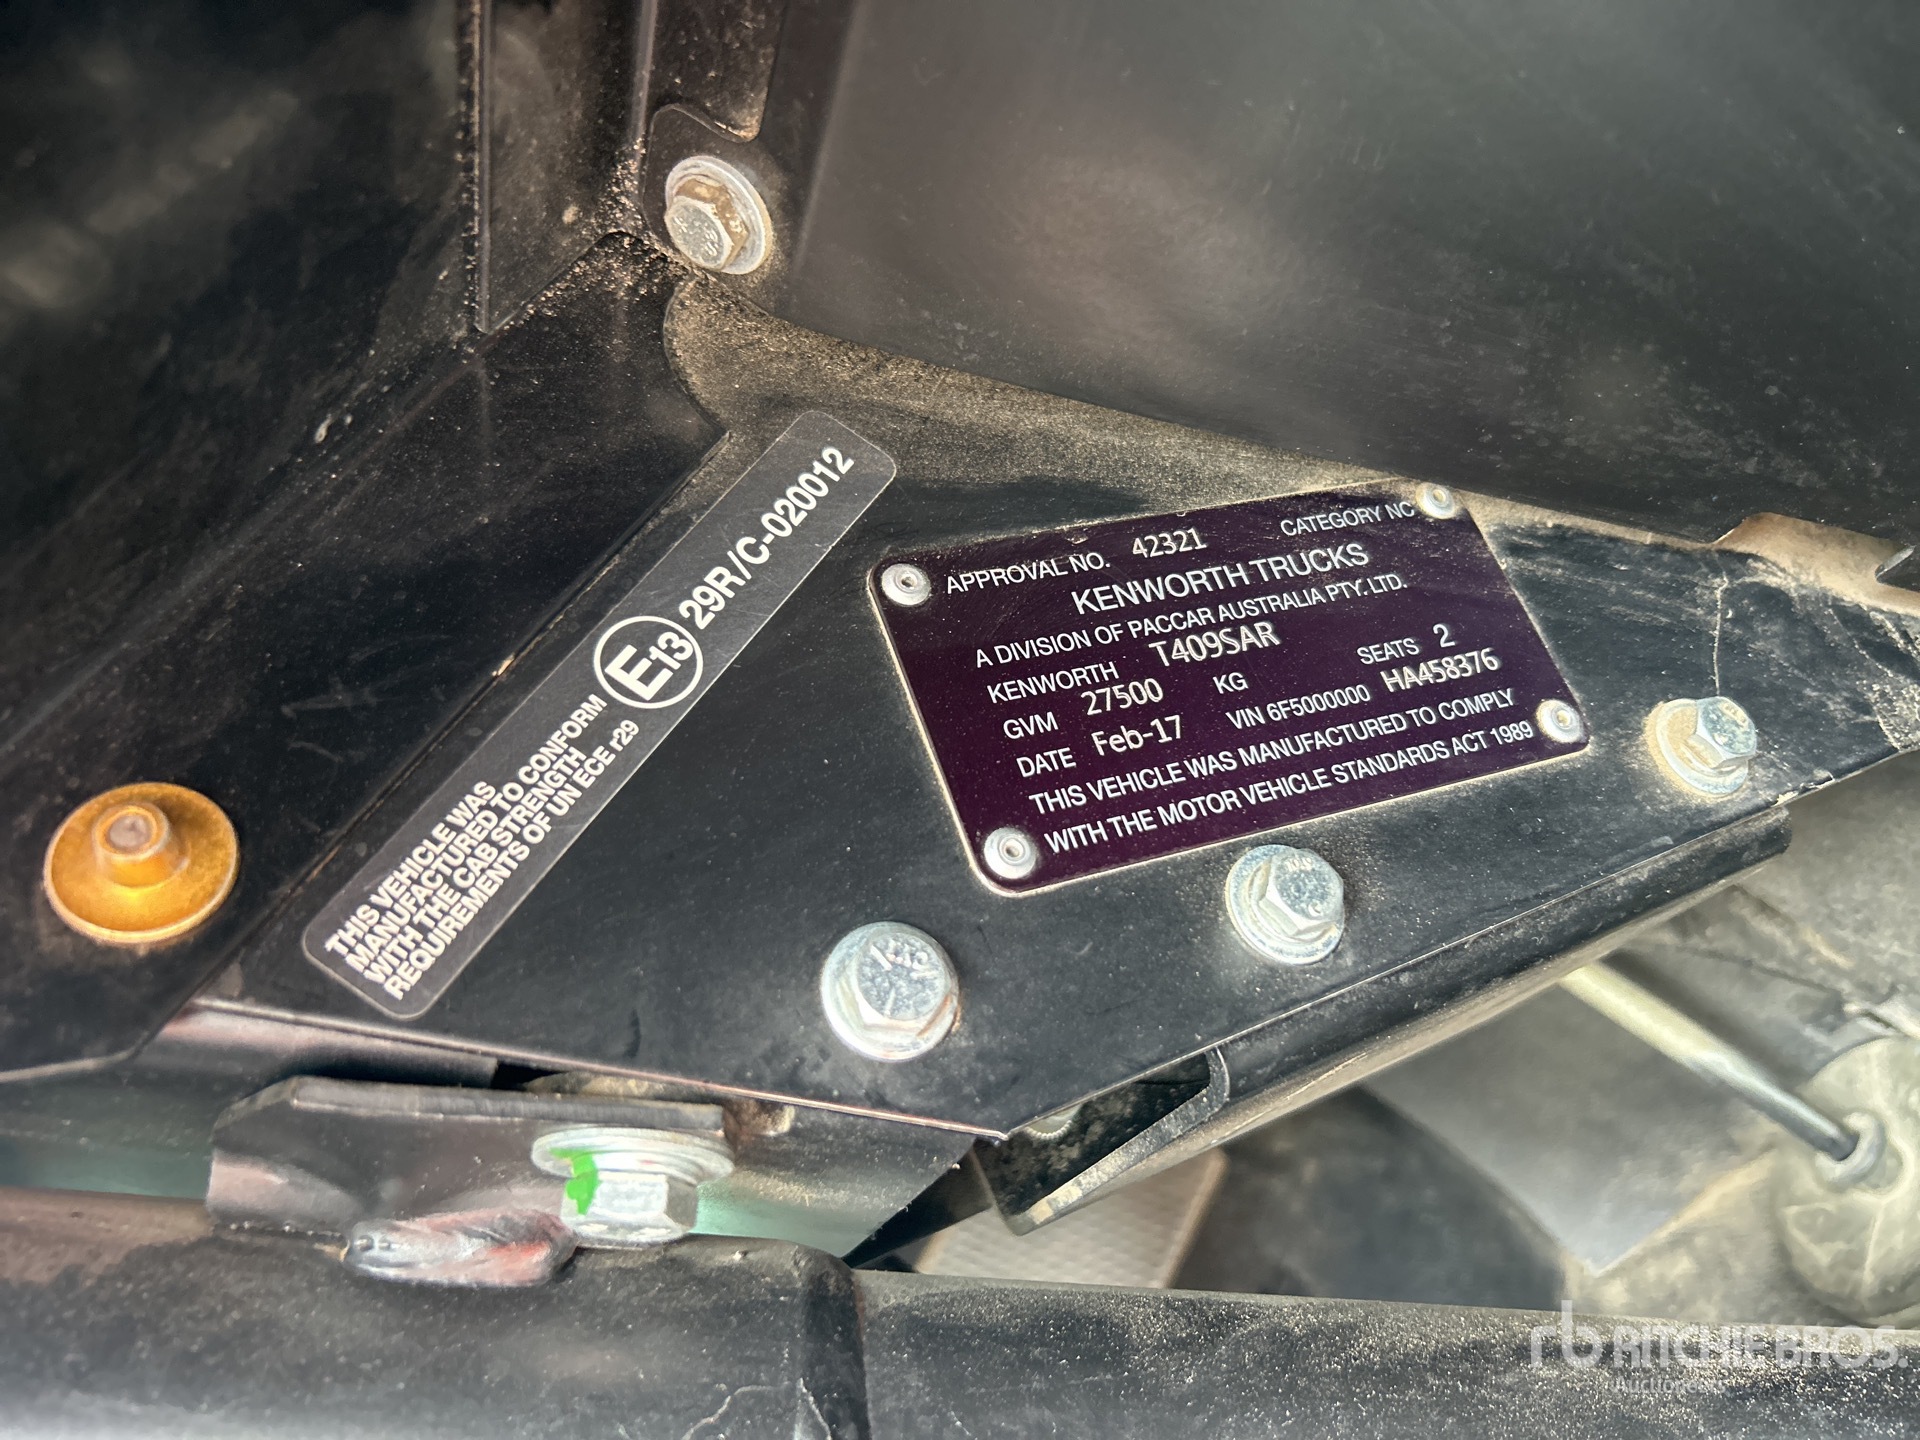 THIS VEHICLE WAS
MANUFACTURED TO CONFORM
WITH THE CAB STRENGTH
REQUIREMENTS OF UN ECE r29
E13 29R/C-020012
APPROVAL NO. 42321 CATEGORY NC
KENWORTH TRUCKS
A DIVISION OF PACCAR AUSTRALIA PTY. LTD.
KENWORTH T409SAR
GVM 27500 KG SEATS 2
DATE Feb-17 VIN 6F5000000 HA458376
THIS VEHICLE WAS MANUFACTURED TO COMPLY
WITH THE MOTOR VEHICLE STANDARDS ACT 1989
rb RITCHIE BROS.
Auctioneers